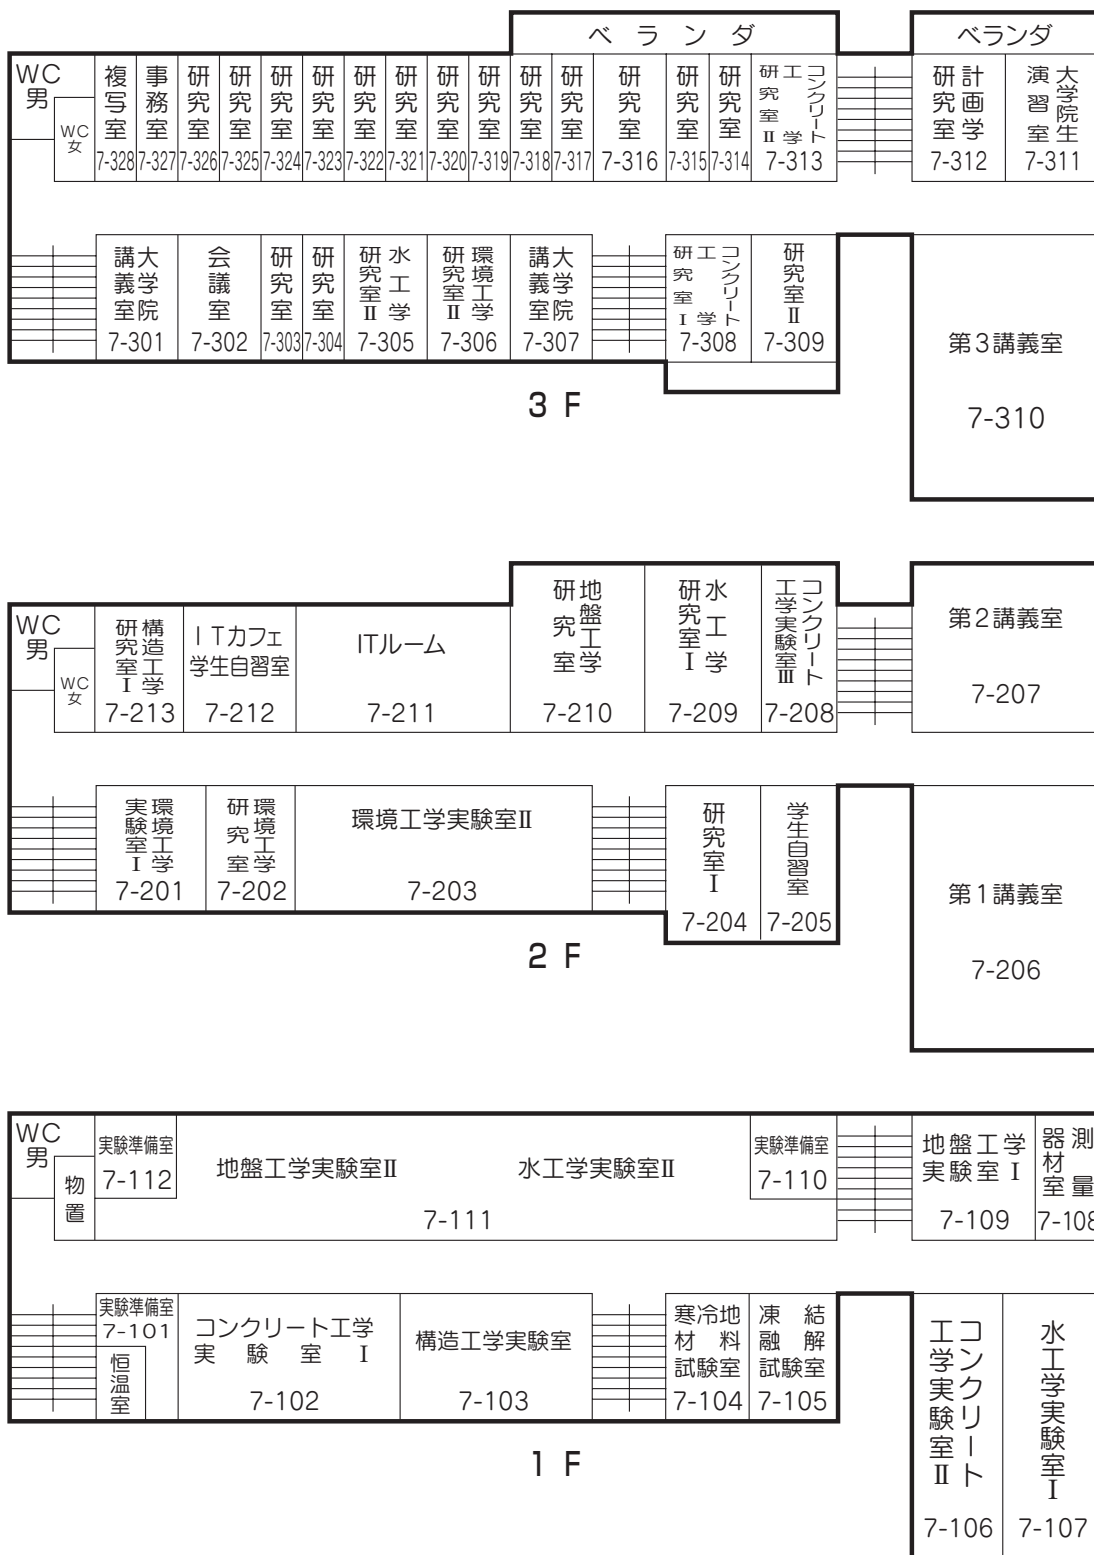 ベランダ
ベランダ
WC
男
WC
女
複写室
7-328
事務室
7-327
研究室
7-326
研究室
7-325
研究室
7-324
研究室
7-323
研究室
7-322
研究室
7-321
研究室
7-320
研究室
7-319
研究室
7-318
研究室
7-317
研究室
7-316
研究室
7-315
研究室
7-314
コンクリート
工学
研究室Ⅱ
7-313
計画学
研究室
7-312
大学院生
演習室
7-311
大学院
講義室
7-301
会議室
7-302
研究室
7-303
研究室
7-304
水工学
研究室Ⅱ
7-305
環境工学
研究室Ⅱ
7-306
大学院
講義室
7-307
コンクリート
工学
研究室Ⅰ
7-308
研究室Ⅱ
7-309
第3講義室
7-310
3 F
WC
男
WC
女
構造工学
研究室Ⅰ
7-213
ITカフェ
学生自習室
7-212
ITルーム
7-211
地盤工学
研究室
7-210
水工学
研究室Ⅰ
7-209
コンクリート
工学実験室Ⅲ
7-208
第2講義室
7-207
環境工学
実験室Ⅰ
7-201
環境工学
研究室
7-202
環境工学実験室Ⅱ
7-203
研究室Ⅰ
7-204
学生自習室
7-205
第1講義室
7-206
2 F
WC
男
物置
実験準備室
7-112
地盤工学実験室Ⅱ
水工学実験室Ⅱ
7-111
実験準備室
7-110
地盤工学
実験室Ⅰ
7-109
測量
器材室
7-108
実験準備室
7-101
恒温室
コンクリート工学
実験室Ⅰ
7-102
構造工学実験室
7-103
寒冷地
材料
試験室
7-104
凍結
融解
試験室
7-105
コンクリート
工学実験室Ⅱ
7-106
水工学実験室Ⅰ
7-107
1 F